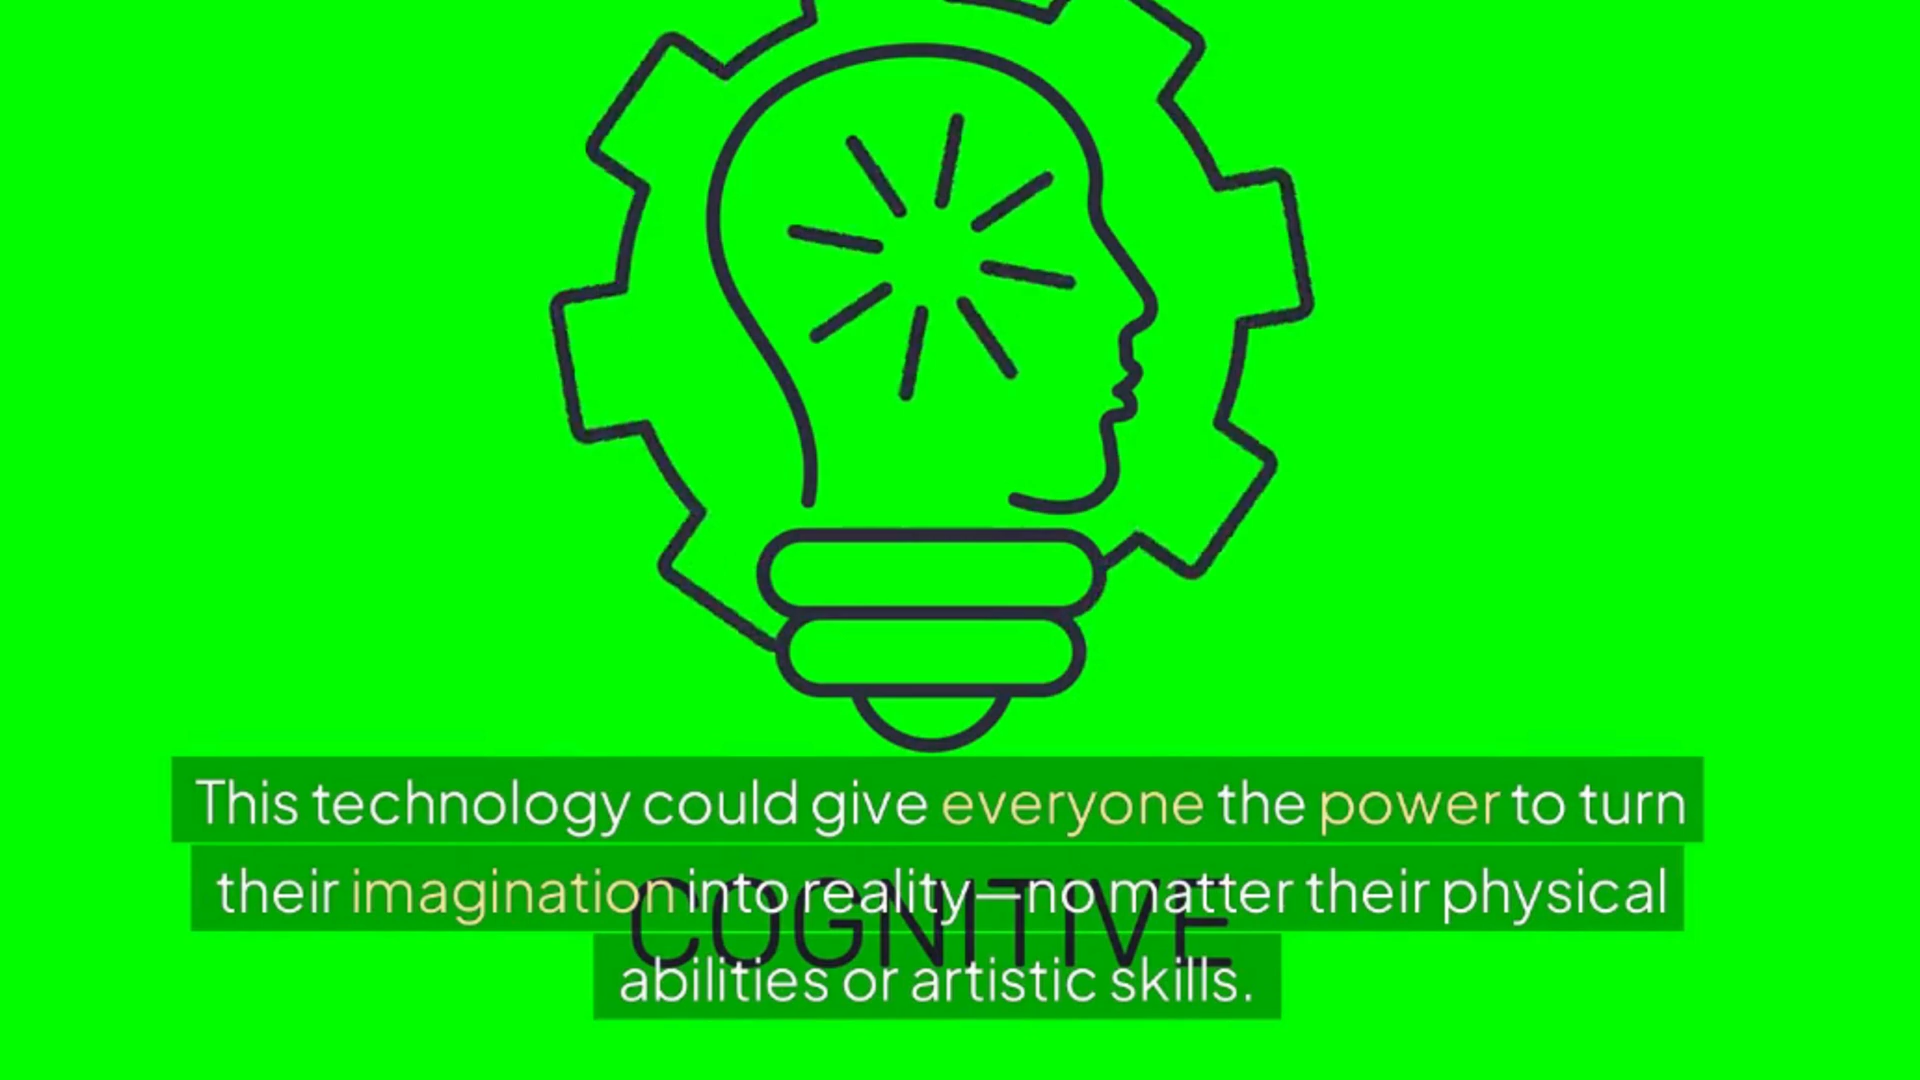 This technology could give everyone the power to turn
their imagination into reality—no matter their physical
COGNITIVE
abilities or artistic skills.